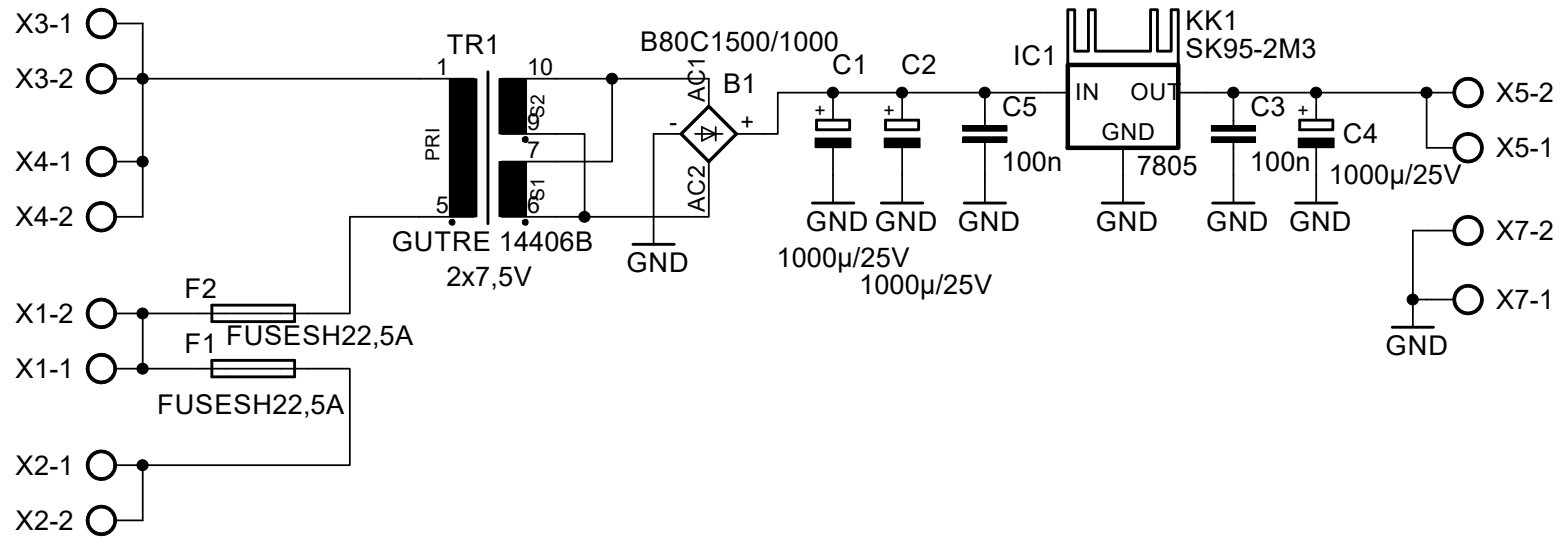 X3-1
X3-2
X4-1
X4-2
X1-2
X1-1
X2-1
X2-2
F2
FUSESH22,5A
F1
FUSESH22,5A
TR1
1
5
PRI
10
S2
9
7
S1
6
GUTRE 14406B
2x7,5V
B80C1500/1000
AC1
B1
-
+
AC2
GND
C1
+
GND
1000µ/25V
C2
+
GND
1000µ/25V
C5
100n
GND
IC1
KK1
SK95-2M3
IN
OUT
GND
7805
GND
C3
100n
GND
+
C4
1000µ/25V
GND
X5-2
X5-1
X7-2
X7-1
GND